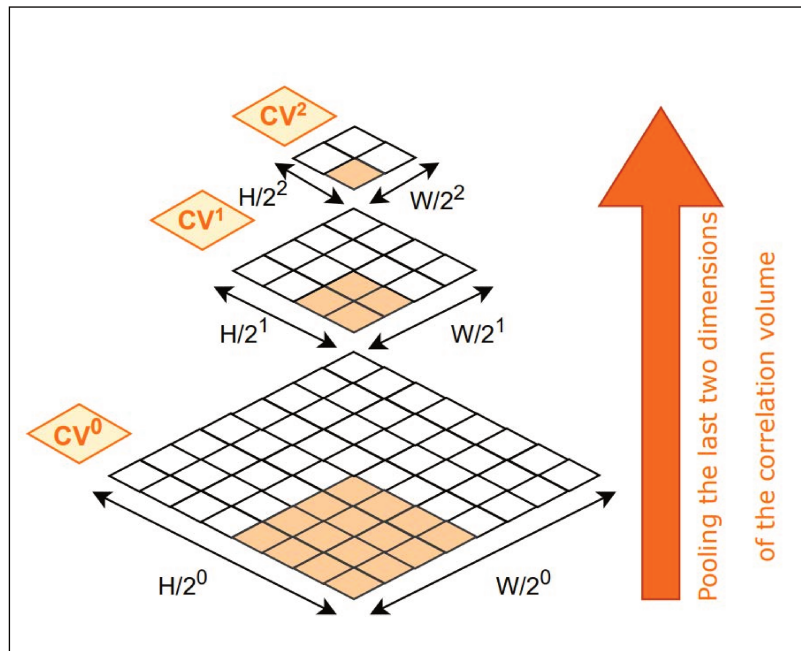 CV²
H/2² W/2²
CV¹
H/2¹ W/2¹
CV⁰
H/2⁰ W/2⁰
Pooling the last two dimensions
of the correlation volume